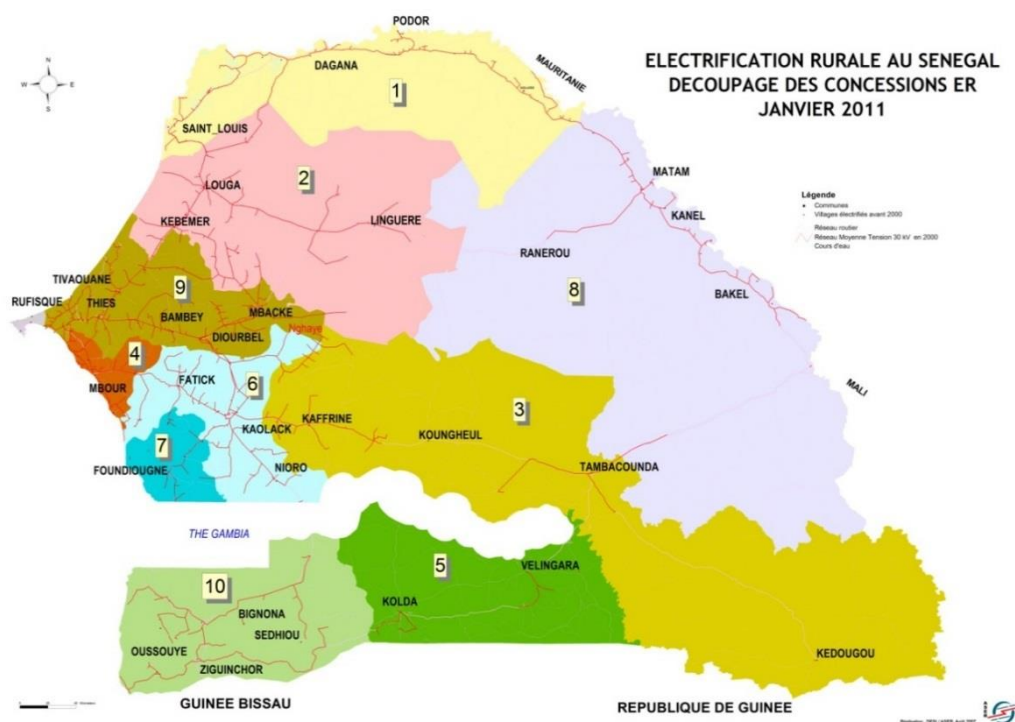 ELECTRIFICATION RURALE AU SENEGAL
DECOUPAGE DES CONCESSIONS ER
JANVIER 2011
N
W E
S
PODOR
DAGANA
MAURITANIE
1
SAINT_LOUIS
MATAM
2
LOUGA
KANEL
KEBEMER
LINGUERE
RANEROU
Légende
Communes
Villages électrifiés avant 2000
Réseau routier
Réseau Moyenne Tension 30 kV en 2000
Cours d'eau
TIVAOUANE
9
8
BAKEL
RUFISQUE
THIES
BAMBEY
MBACKE
DIOURBEL
Nghaye
4
MBOUR
FATICK
6
MALI
3
KAFFRINE
KAOLACK
KOUNGHEUL
7
FOUNDIOUGNE
NIORO
TAMBACOUNDA
THE GAMBIA
5
VELINGARA
10
KOLDA
BIGNONA
SEDHIOU
OUSSOUYE
ZIGUINCHOR
KEDOUGOU
GUINEE BISSAU
REPUBLIQUE DE GUINEE